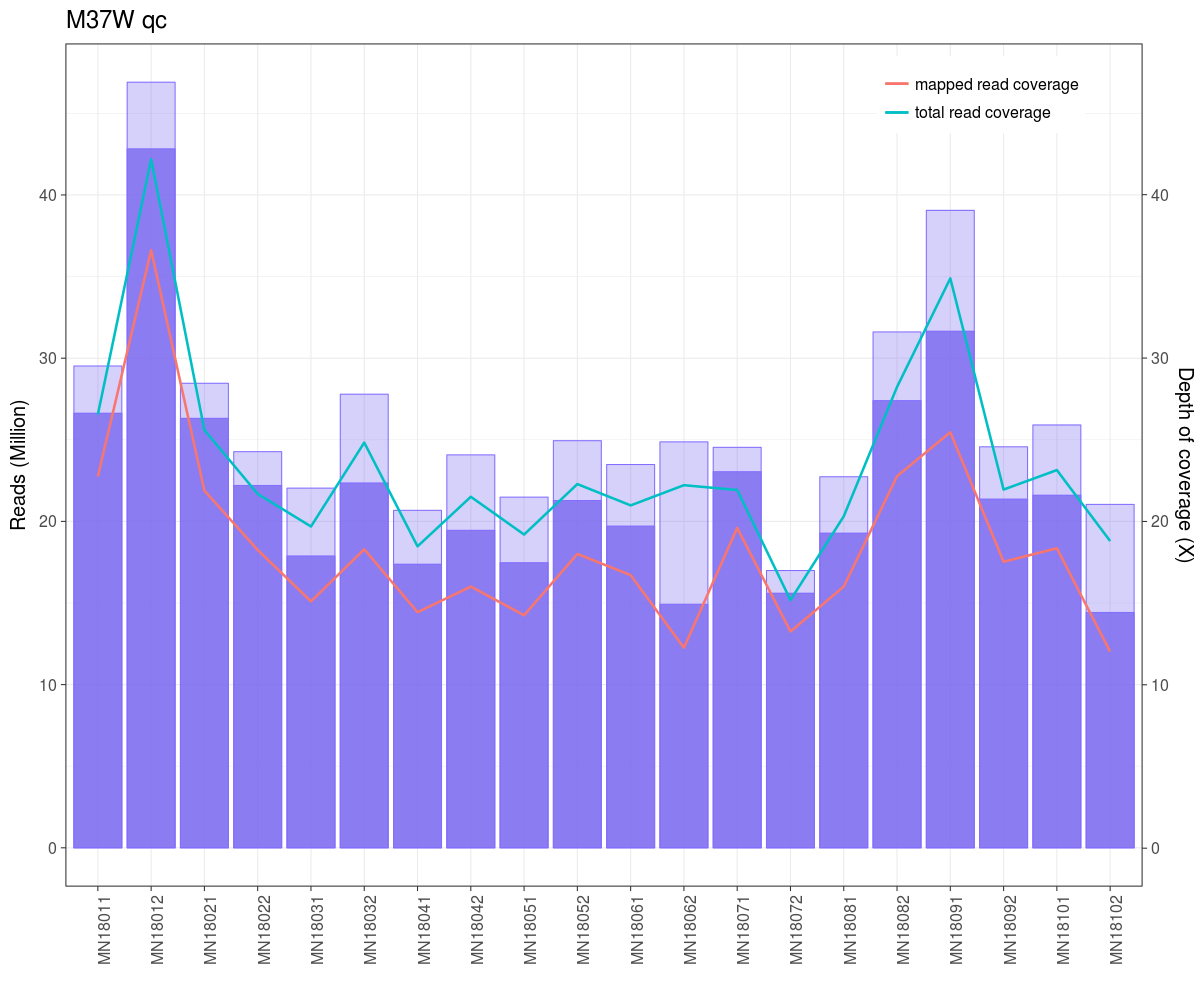 M37W qc
mapped read coverage
total read coverage
Reads (Million)
40
30
20
10
0
40
30
20
10
0
Depth of coverage (X)
MN18011
MN18012
MN18021
MN18022
MN18031
MN18032
MN18041
MN18042
MN18051
MN18052
MN18061
MN18062
MN18071
MN18072
MN18081
MN18082
MN18091
MN18092
MN18101
MN18102